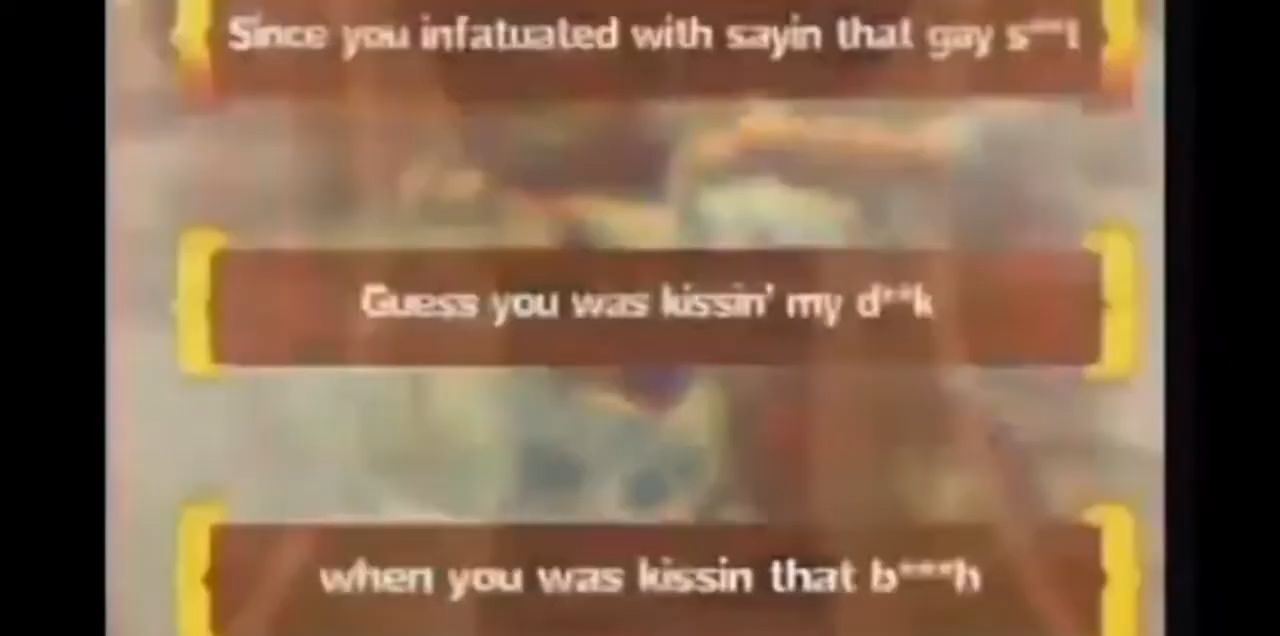 Since you infatuated with sayin that gay s***t
Guess you was kissin' my d**k
when you was kissin that b***h